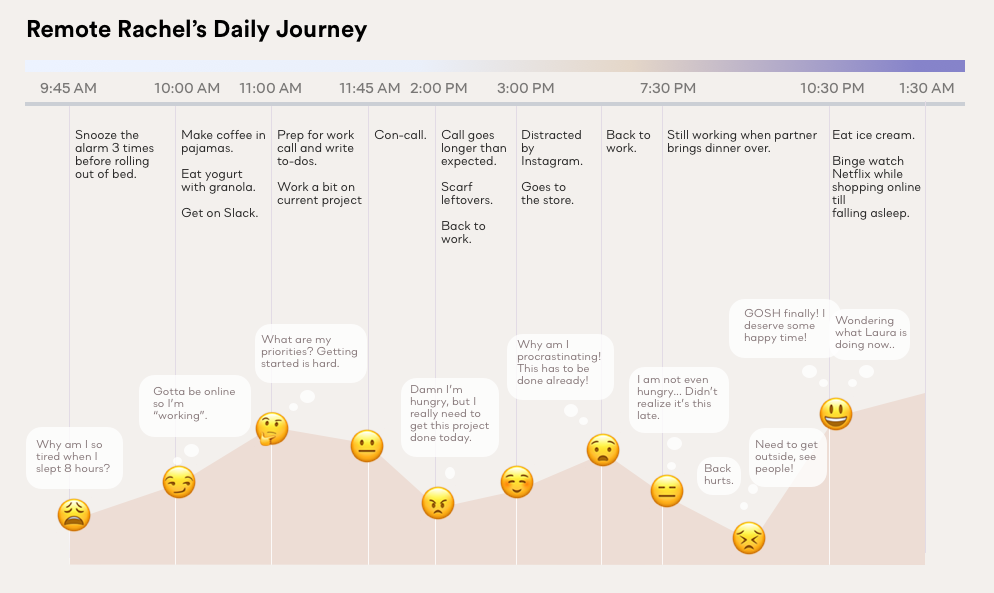 Remote Rachel’s Daily Journey
9:45 AM
10:00 AM
11:00 AM
11:45 AM
2:00 PM
3:00 PM
7:30 PM
10:30 PM
1:30 AM
Snooze the
alarm 3 times
before rolling
out of bed.
Make coffee in
pajamas.
Eat yogurt
with granola.
Get on Slack.
Prep for work
call and write
to-dos.
Work a bit on
current project
Con-call.
Call goes
longer than
expected.
Scarf
leftovers.
Back to
work.
Distracted
by
Instagram.
Goes to
the store.
Back to
work.
Still working when partner
brings dinner over.
Eat ice cream.
Binge watch
Netflix while
shopping online
till
falling asleep.
Why am I so
tired when I
slept 8 hours?
Gotta be online
so I’m
“working”.
What are my
priorities? Getting
started is hard.
Damn I’m
hungry, but I
really need to
get this project
done today.
Why am I
procrastinating!
This has to be
done already!
I am not even
hungry... Didn’t
realize it’s this
late.
Back
hurts.
Need to get
outside, see
people!
GOSH finally! I
deserve some
happy time!
Wondering
what Laura is
doing now..